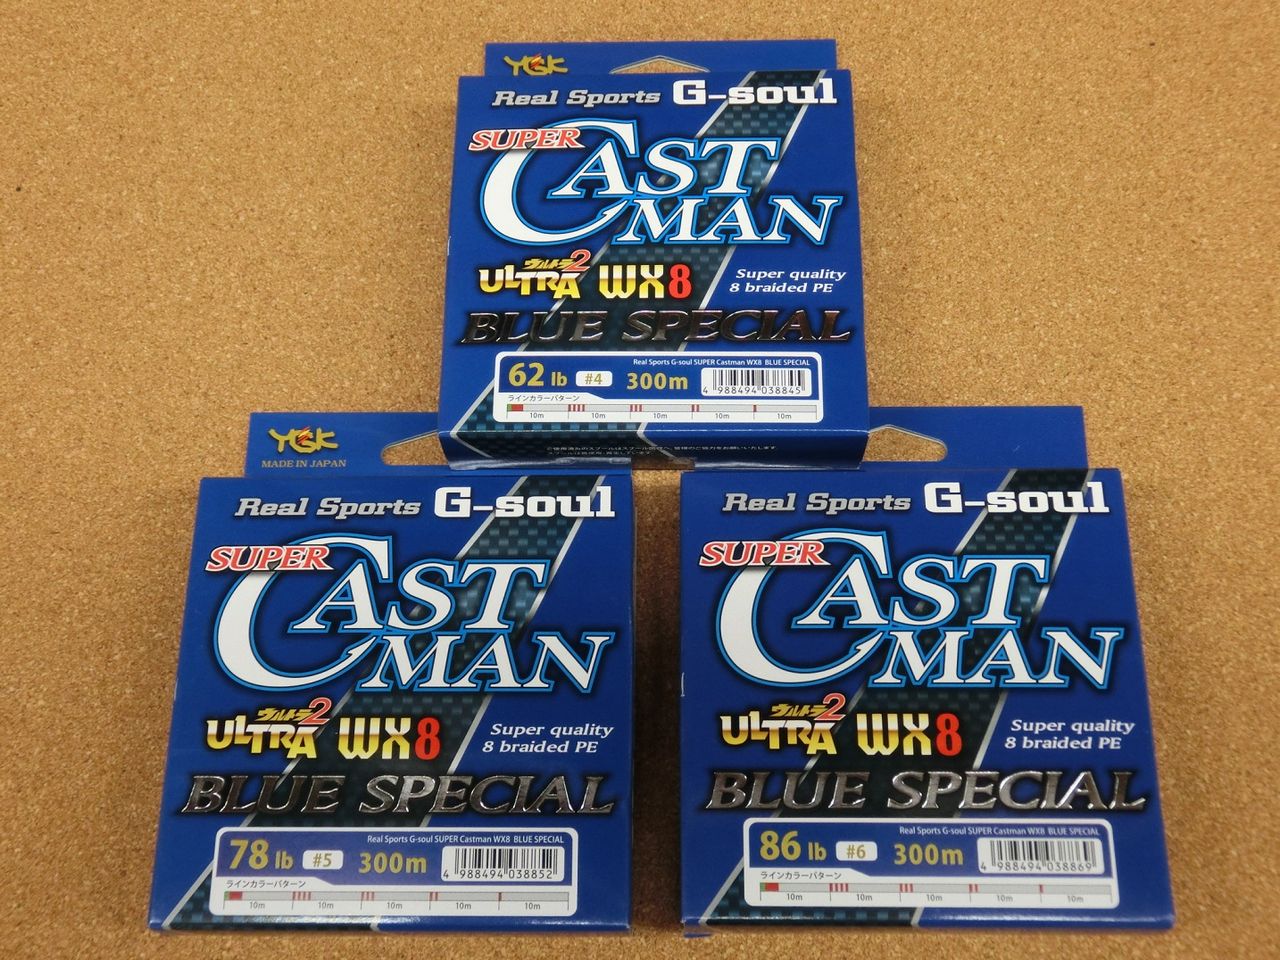 YGK
Real Sports G-soul
SUPER CAST
MAN
ウルトラ2
ULTRA WX8
Super quality
8 braided PE
BLUE SPECIAL
Real Sports G-soul SUPER Castman WX8 BLUE SPECIAL
62 lb #4 300m
4 988494 038845
ラインカラーパターン
10m 10m 10m 10m 10m
YGK
MADE IN JAPAN
Real Sports G-soul
SUPER CAST
MAN
ウルトラ2
ULTRA WX8
Super quality
8 braided PE
BLUE SPECIAL
Real Sports G-soul SUPER Castman WX8 BLUE SPECIAL
78 lb #5 300m
4 988494 038852
ラインカラーパターン
10m 10m 10m 10m 10m
Real Sports G-soul
SUPER CAST
MAN
ウルトラ2
ULTRA WX8
Super quality
8 braided PE
BLUE SPECIAL
Real Sports G-soul SUPER Castman WX8 BLUE SPECIAL
86 lb #6 300m
4 988494 038869
ラインカラーパターン
10m 10m 10m 10m 10m